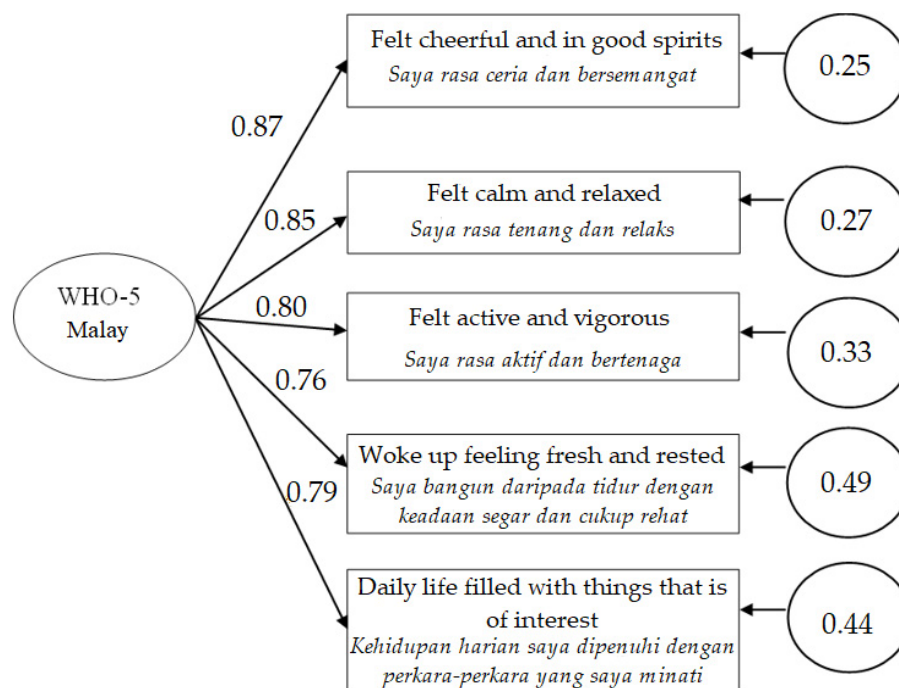 Felt cheerful and in good spirits
Saya rasa ceria dan bersemangat
0.25
0.87
Felt calm and relaxed
Saya rasa tenang dan relaks
0.27
0.85
WHO-5
Malay
0.80
Felt active and vigorous
Saya rasa aktif dan bertenaga
0.33
0.76
Woke up feeling fresh and rested
Saya bangun daripada tidur dengan
keadaan segar dan cukup rehat
0.49
0.79
Daily life filled with things that is
of interest
Kehidupan harian saya dipenuhi dengan
perkara-perkara yang saya minati
0.44